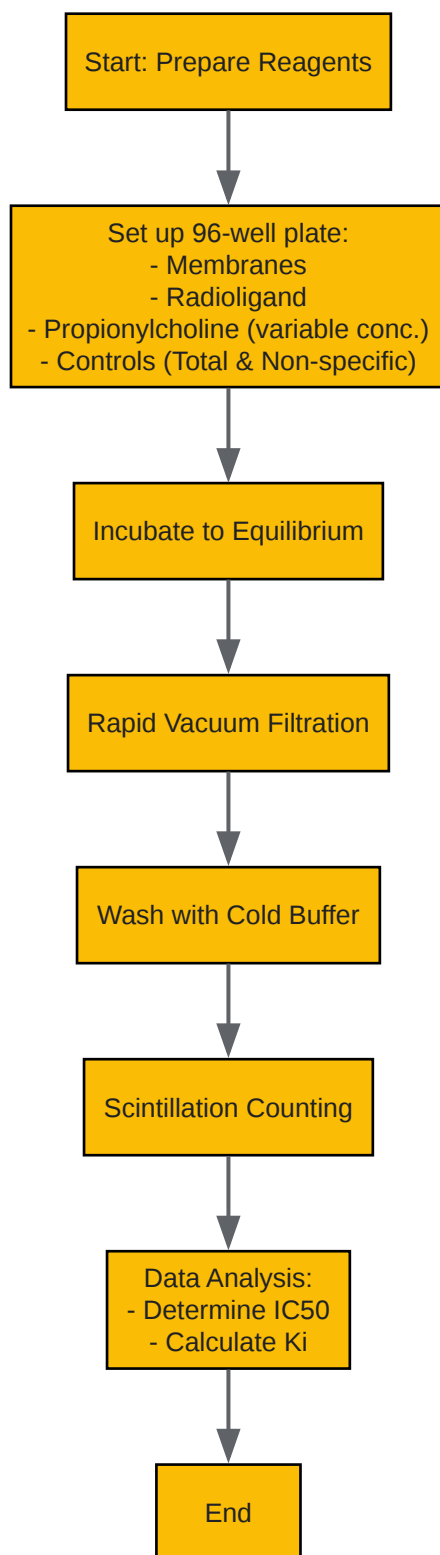 Start: Prepare Reagents
Set up 96-well plate:
- Membranes
- Radioligand
- Propionylcholine (variable conc.)
- Controls (Total & Non-specific)
Incubate to Equilibrium
Rapid Vacuum Filtration
Wash with Cold Buffer
Scintillation Counting
Data Analysis:
- Determine IC50
- Calculate Ki
End